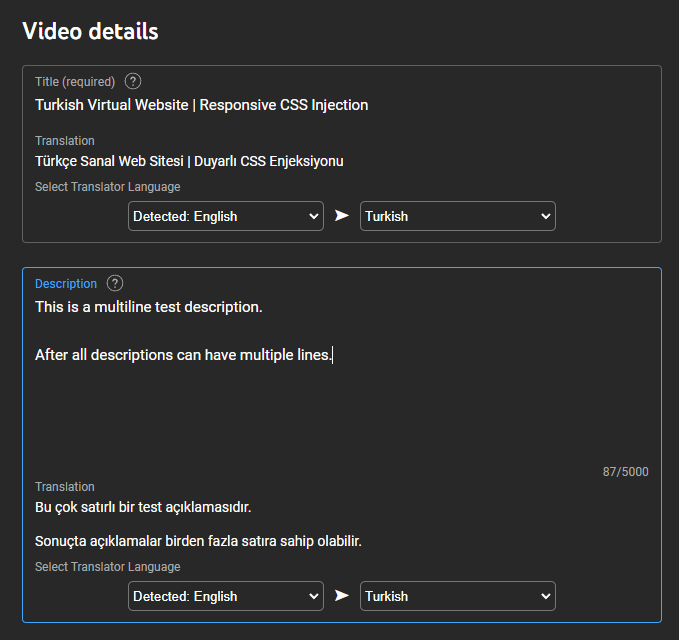 Video details
Title (required) ?
Turkish Virtual Website | Responsive CSS Injection
Translation
Türkçe Sanal Web Sitesi | Duyarlı CSS Enjeksiyonu
Select Translator Language
Detected: English ➤ Turkish
Description ?
This is a multiline test description.
After all descriptions can have multiple lines.
87/5000
Translation
Bu çok satırlı bir test açıklamasıdır.
Sonuçta açıklamalar birden fazla satıra sahip olabilir.
Select Translator Language
Detected: English ➤ Turkish